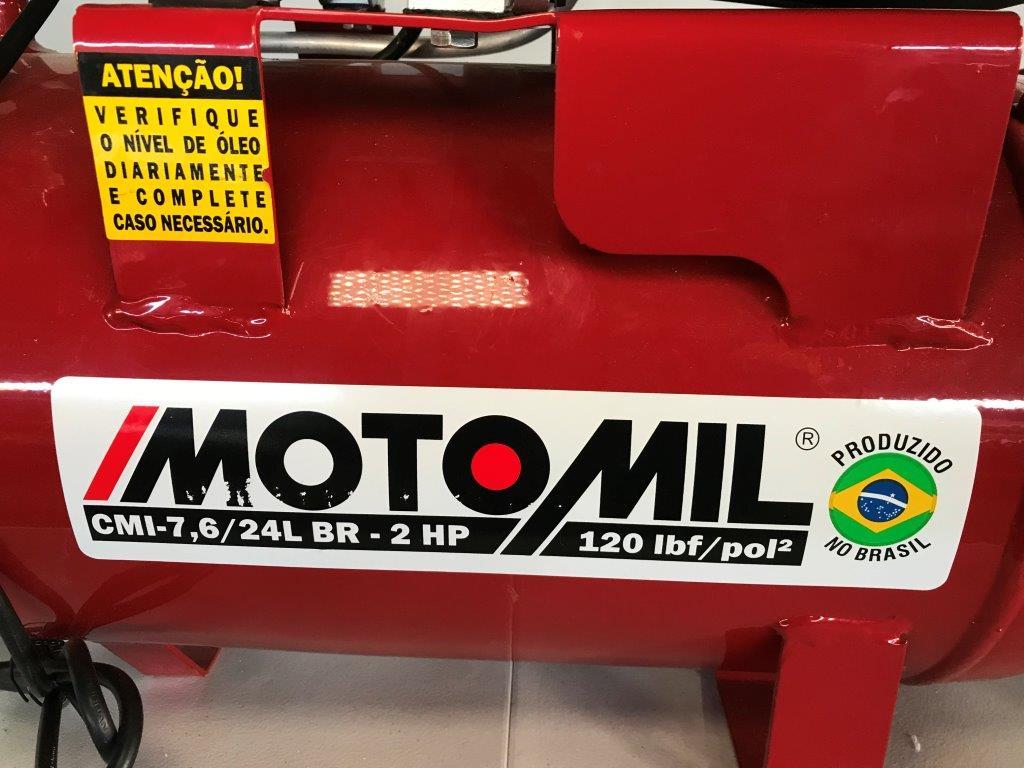 ATENÇÃO!
VERIFIQUE
O NÍVEL DE ÓLEO
DIARIAMENTE
E COMPLETE
CASO NECESSÁRIO.
MOTOMIL ®
CMI-7,6/24L BR - 2 HP
120 lbf/pol²
PRODUZIDO
NO BRASIL